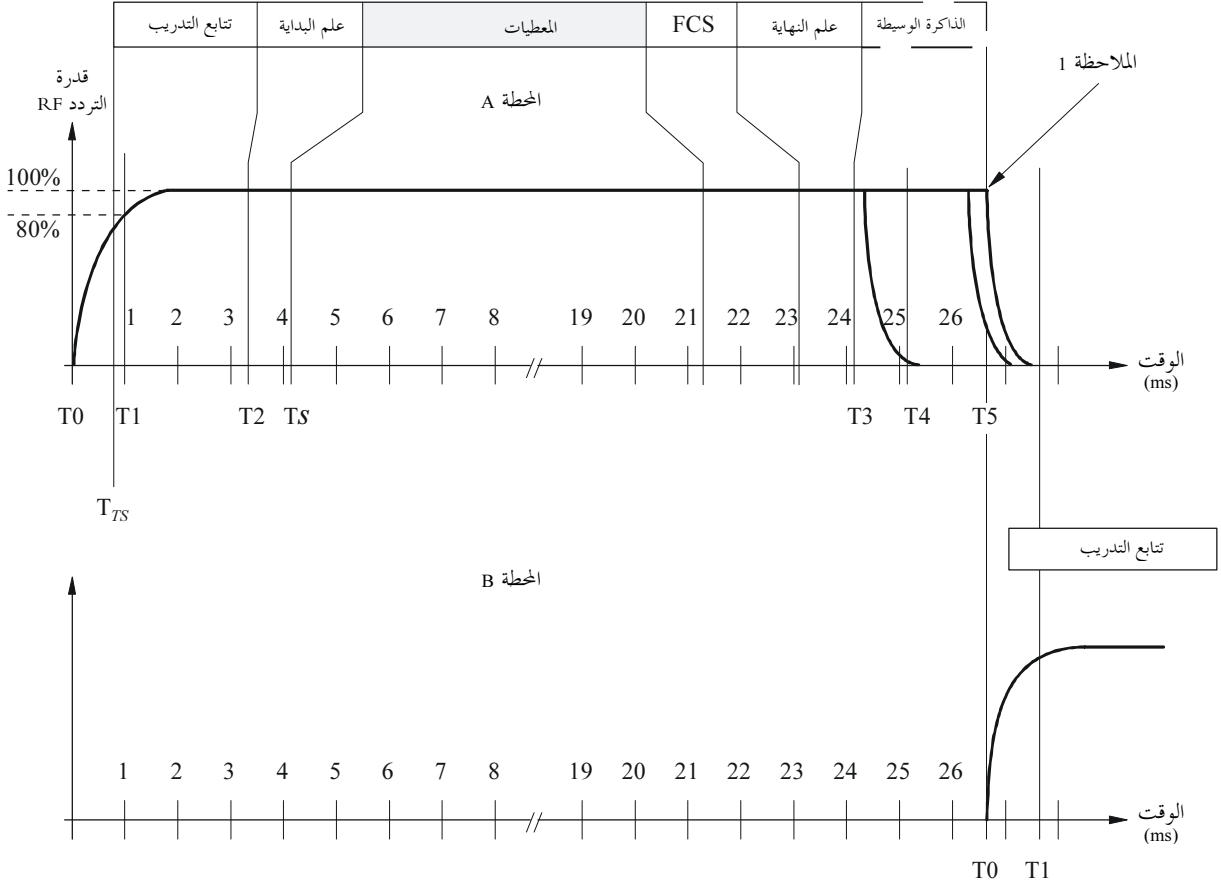 تتابع التدريب علم البداية المعطيات FCS علم النهاية الذاكرة الوسيطة
الملاحظة 1
قدرة
التردد RF
المحطة A
100%
80%
1 2 3 4 5 6 7 8 19 20 21 22 23 24 25 26
الوقت
(ms)
T0 T1 T2 TS T3 T4 T5
T_TS
تتابع التدريب
المحطة B
1 2 3 4 5 6 7 8 19 20 21 22 23 24 25 26
الوقت
(ms)
T0 T1